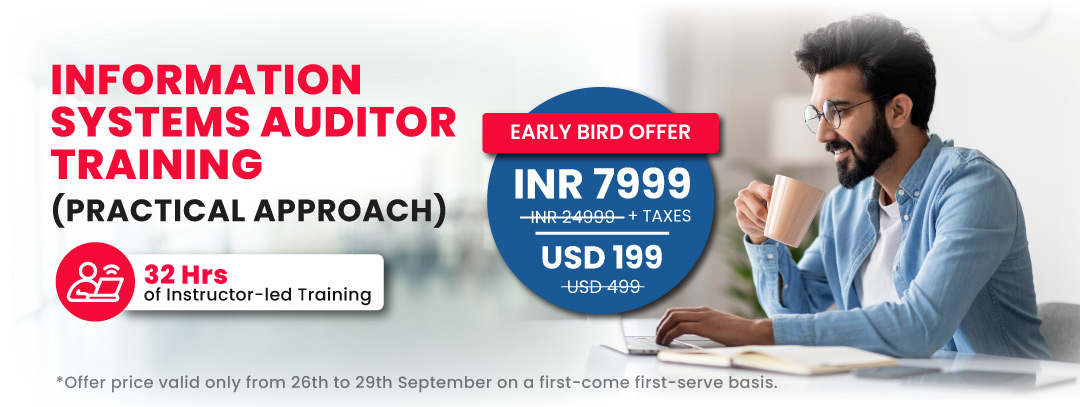 INFORMATION
SYSTEMS AUDITOR
TRAINING
(PRACTICAL APPROACH)
32 Hrs
of Instructor-led Training
EARLY BIRD OFFER
INR 7999
INR 24999 + TAXES
USD 199
USD 499
*Offer price valid only from 26th to 29th September on a first-come first-serve basis.